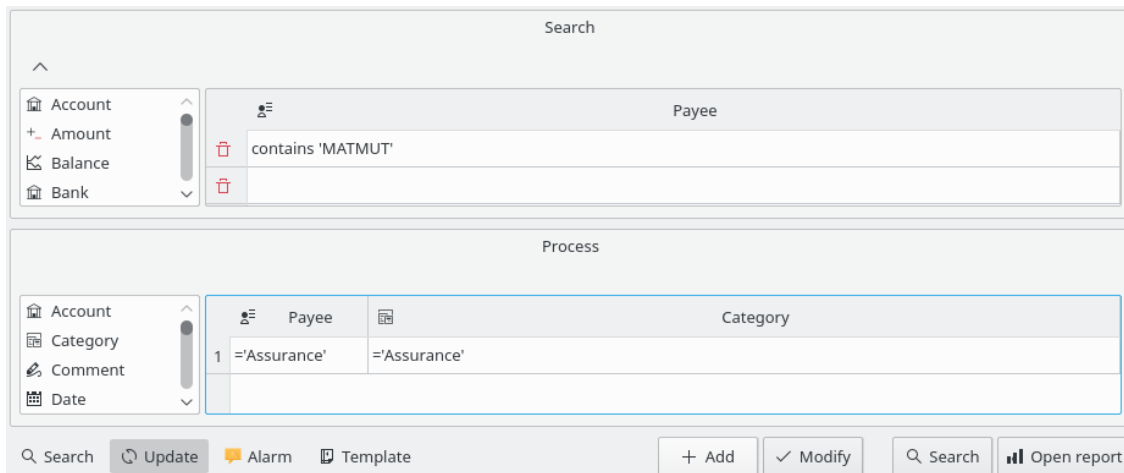 Search
Account
Amount
Balance
Bank
Payee
contains 'MATMUT'
Process
Account
Category
Comment
Date
Payee Category
1 ='Assurance' ='Assurance'
Search Update Alarm Template + Add Modify Search Open report